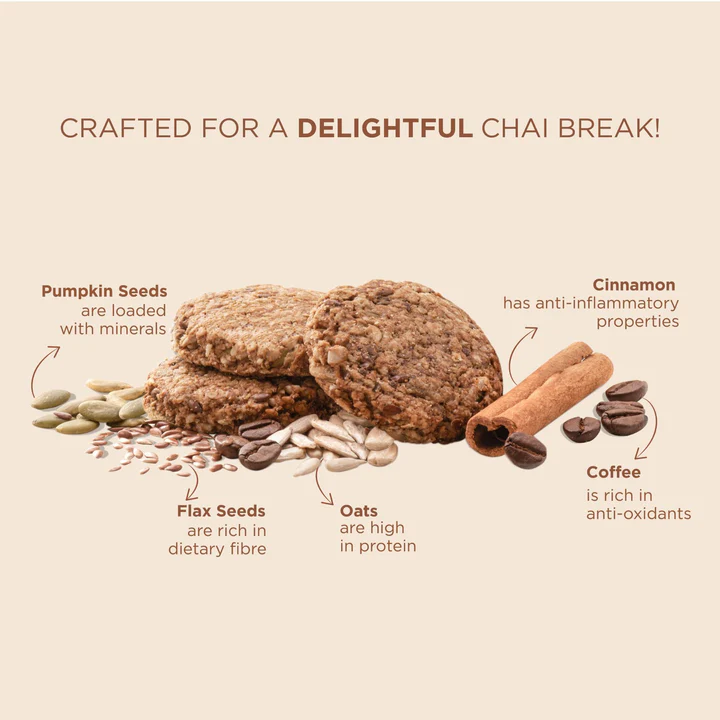 CRAFTED FOR A DELIGHTFUL CHAI BREAK!
Pumpkin Seeds
are loaded
with minerals
Cinnamon
has anti-inflammatory
properties
Flax Seeds
are rich in
dietary fibre
Oats
are high
in protein
Coffee
is rich in
anti-oxidants